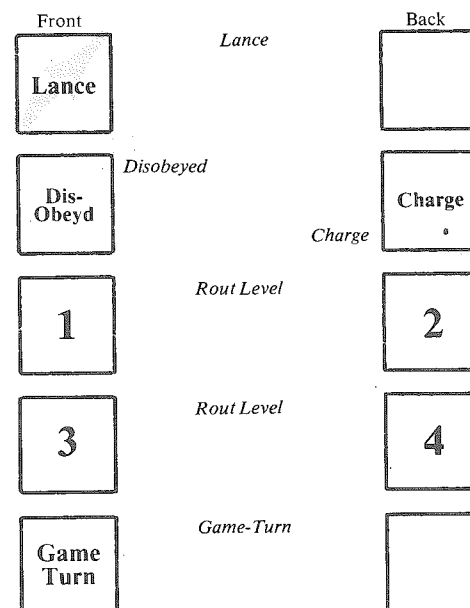 Front
Lance
Back
Lance
Disobeyed
Dis-
Obeyd
Charge
Charge
Rout Level
1
2
Rout Level
3
4
Game-Turn
Game
Turn